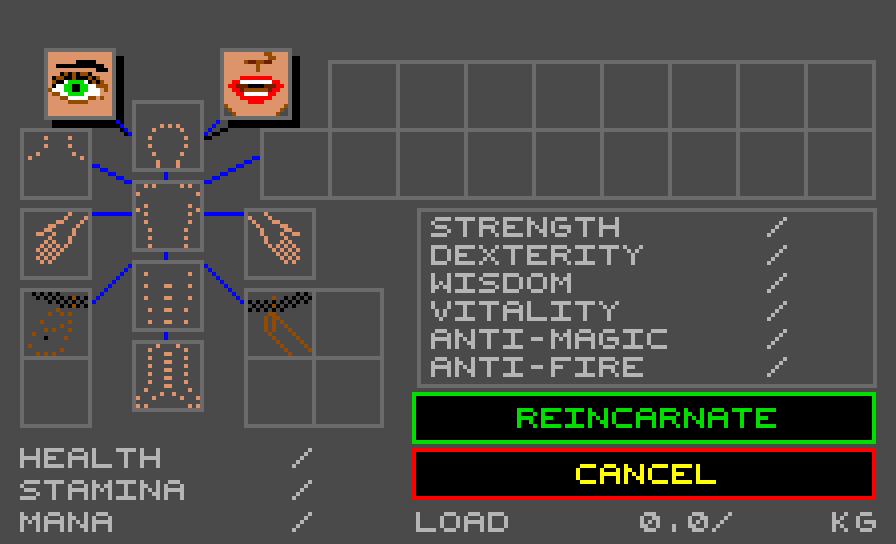 STRENGTH /
DEXTERITY /
WISDOM /
VITALITY /
ANTI-MAGIC /
ANTI-FIRE /
REINCARNATE
CANCEL
HEALTH /
STAMINA /
MANA /
LOAD 0.0/ KG